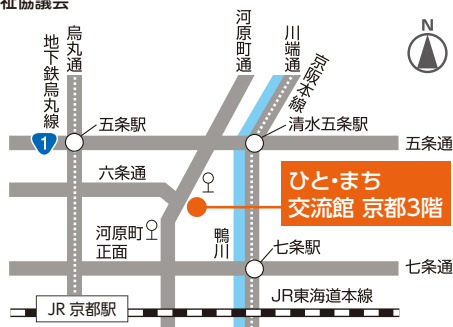 祉協議会
N
烏丸通
地下鉄烏丸線
河原町通
川端通
京阪本線
1
五条駅
清水五条駅
五条通
六条通
ひと・まち
交流館 京都3階
河原町
正面
鴨川
七条駅
七条通
JR東海道本線
JR 京都駅